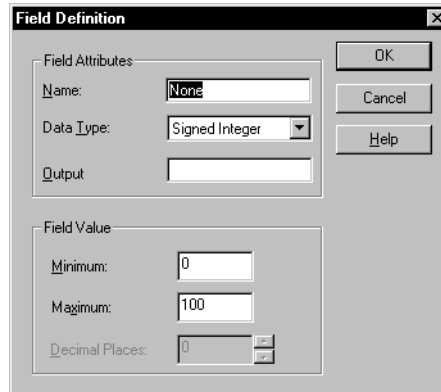 Field Definition
Field Attributes
Name:
None
Data Type:
Signed Integer
Output
Field Value
Minimum:
0
Maximum:
100
Decimal Places:
0
OK
Cancel
Help